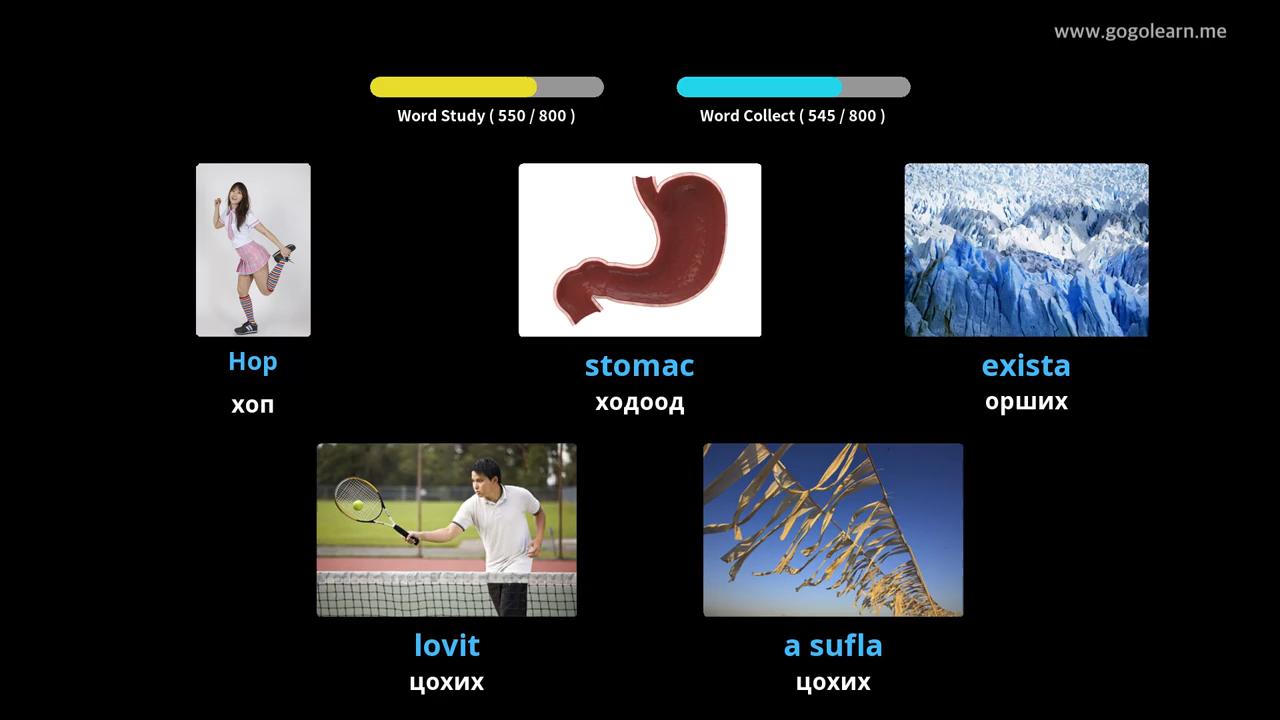 www.gogolearn.me
Word Study ( 550 / 800 )
Word Collect ( 545 / 800 )
Hop
хоп
stomac
ходоод
exista
орших
lovit
цохих
a sufla
цохих